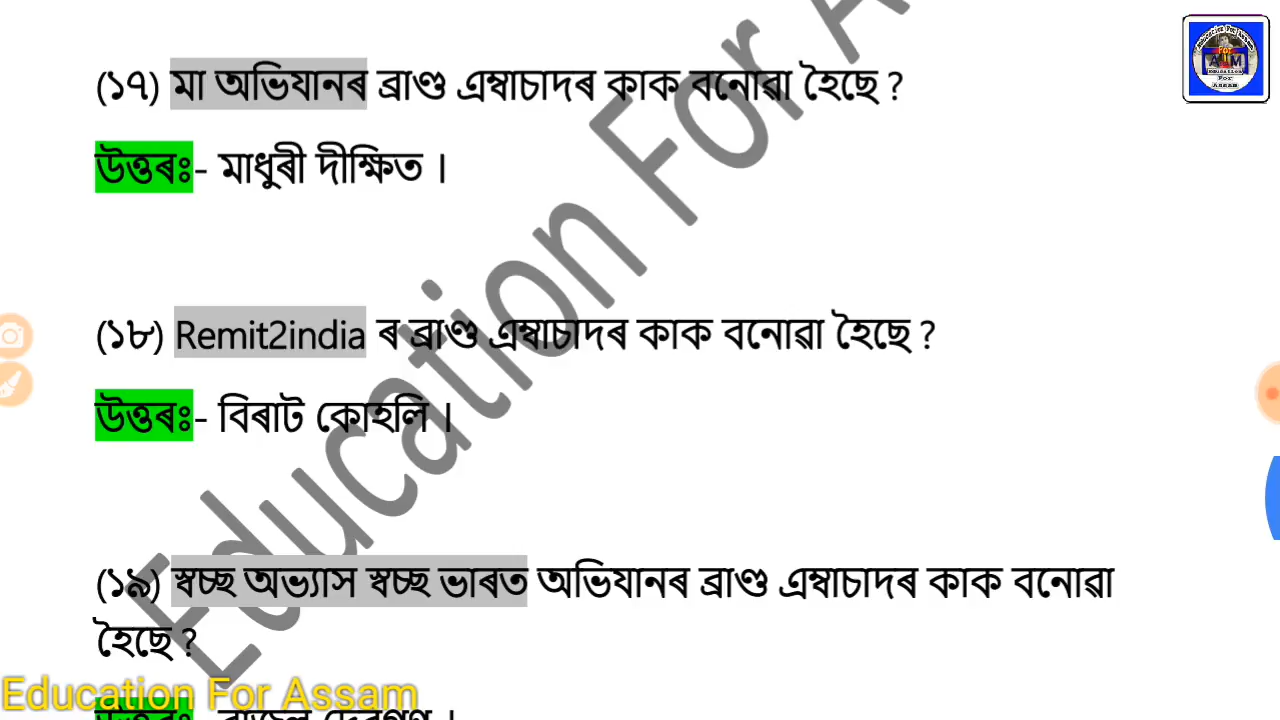 (১৭) মা অভিযানৰ ব্ৰাণ্ড এম্বাচাদৰ কাক বনোৱা হৈছে ?
উত্তৰঃ- মাধুৰী দীক্ষিত ।
(১৮) Remit2india ৰ ব্ৰাণ্ড এম্বাচাদৰ কাক বনোৱা হৈছে ?
উত্তৰঃ- বিৰাট কোহলি ।
(১৯) স্বচ্ছ অভ্যাস স্বচ্ছ ভাৰত অভিযানৰ ব্ৰাণ্ড এম্বাচাদৰ কাক বনোৱা
হৈছে ?
Education For Assam
Education For A